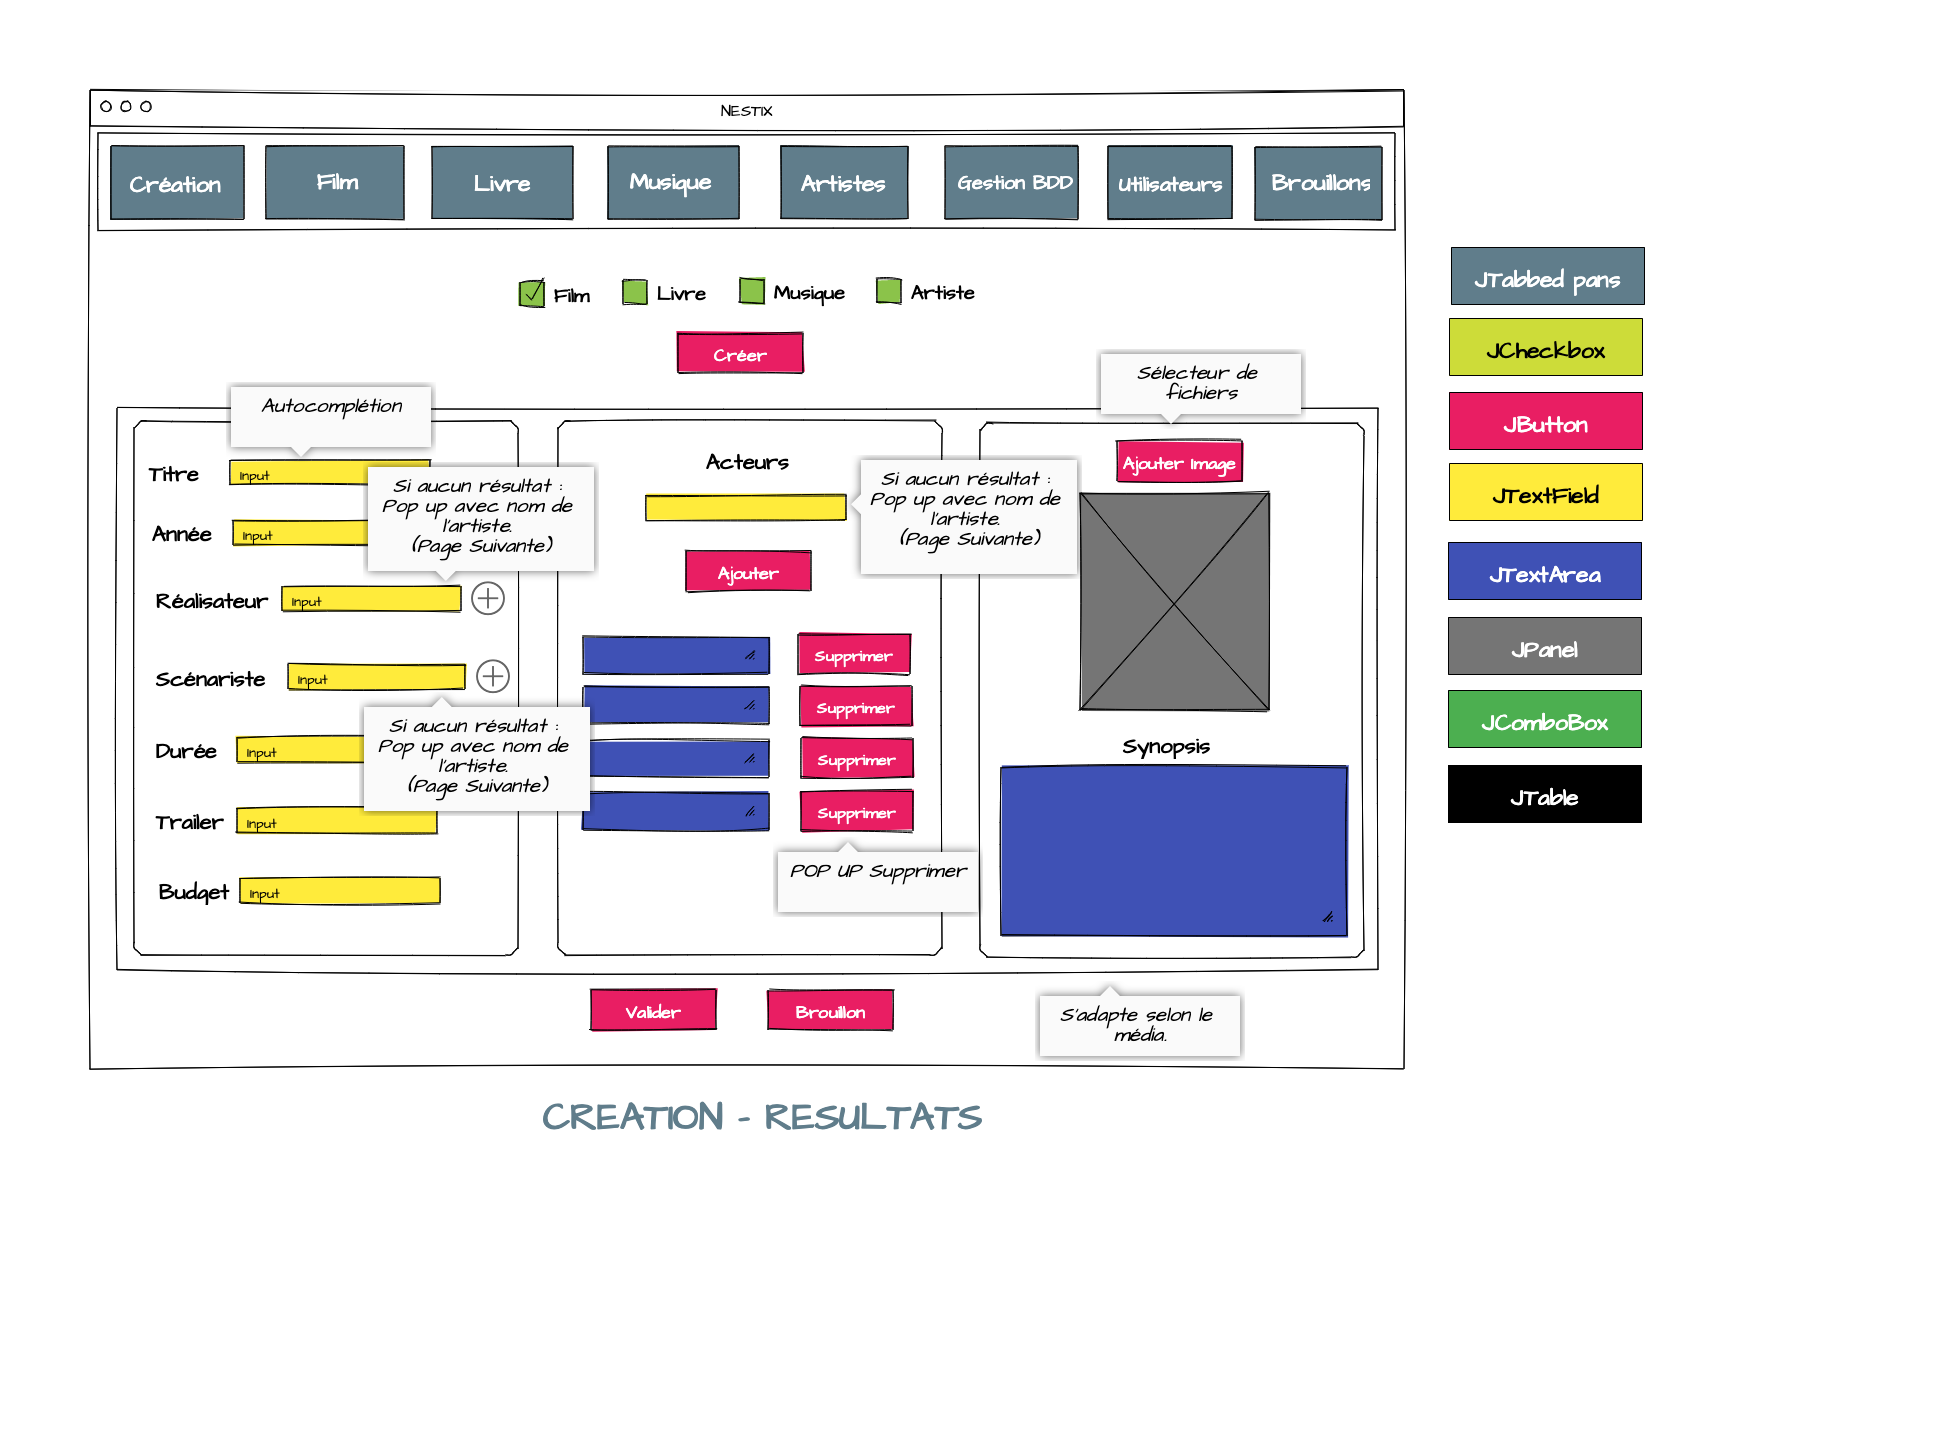 NESTIX
Création
Film
Livre
Musique
Artistes
Gestion BDD
Utilisateurs
Brouillons
Film
Livre
Musique
Artiste
Créer
Autocomplétion
Titre
Input
Année
Input
Si aucun résultat :
Pop up avec nom de
l'artiste.
(Page Suivante)
Réalisateur
Input
Scénariste
Input
Si aucun résultat :
Pop up avec nom de
l'artiste.
(Page Suivante)
Durée
Input
Trailer
Input
Budget
Input
Acteurs
Si aucun résultat :
Pop up avec nom de
l'artiste.
(Page Suivante)
Ajouter
Supprimer
Supprimer
Supprimer
Supprimer
POP UP Supprimer
Sélecteur de
fichiers
Ajouter Image
Synopsis
Valider
Brouillon
S'adapte selon le
média.
CREATION - RESULTATS
JTabbed pans
JCheckbox
JButton
JTextField
JTextArea
JPanel
JComboBox
JTable